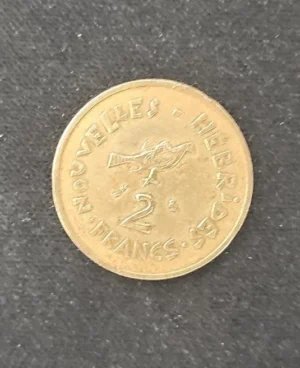 NOUVELLES - HEBRIDES
2
• FRANCS •